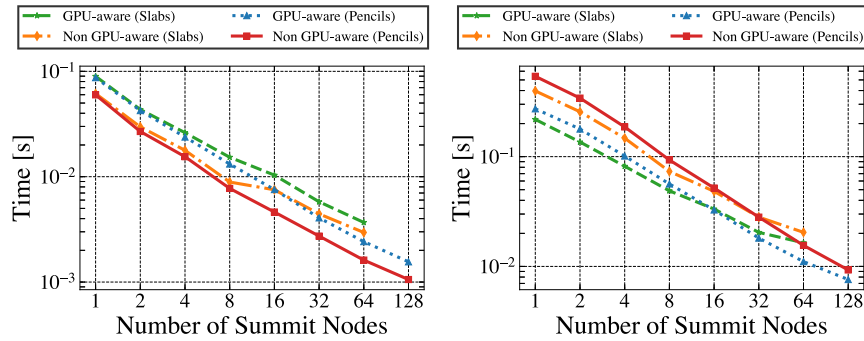 GPU-aware (Slabs) GPU-aware (Pencils)
Non GPU-aware (Slabs) Non GPU-aware (Pencils)
10⁻¹
10⁻²
10⁻³
Time [s]
1 2 4 8 16 32 64 128
Number of Summit Nodes
GPU-aware (Slabs) GPU-aware (Pencils)
Non GPU-aware (Slabs) Non GPU-aware (Pencils)
10⁻¹
10⁻²
Time [s]
1 2 4 8 16 32 64 128
Number of Summit Nodes